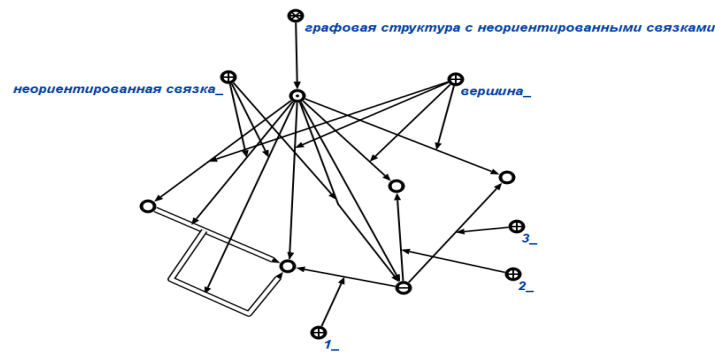 графовая структура с неориентированными связками
неориентированная связка_
вершина_
3_
2_
1_